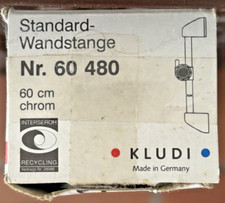 Standard-
Wandstange
Nr. 60 480
60 cm
chrom
INTERSEROH
RECYCLING
KLUDI
Made in Germany